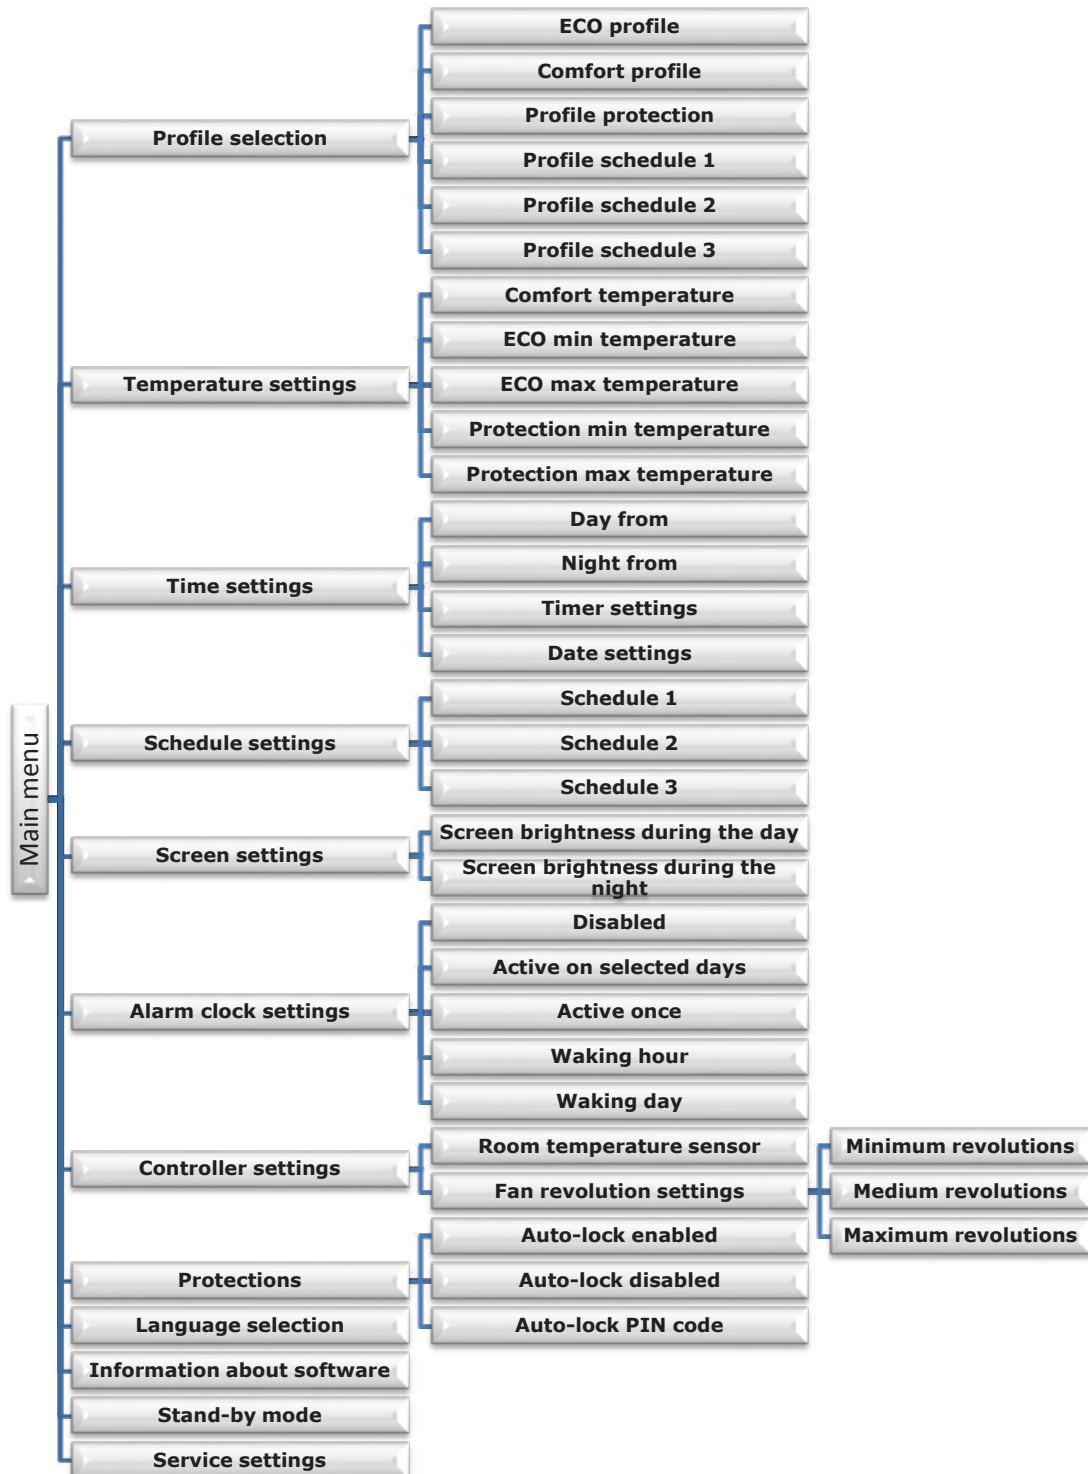 Main menu
Profile selection
ECO profile
Comfort profile
Profile protection
Profile schedule 1
Profile schedule 2
Profile schedule 3
Temperature settings
Comfort temperature
ECO min temperature
ECO max temperature
Protection min temperature
Protection max temperature
Time settings
Day from
Night from
Timer settings
Date settings
Schedule settings
Schedule 1
Schedule 2
Schedule 3
Screen settings
Screen brightness during the day
Screen brightness during the
night
Alarm clock settings
Disabled
Active on selected days
Active once
Waking hour
Waking day
Controller settings
Room temperature sensor
Fan revolution settings
Minimum revolutions
Medium revolutions
Maximum revolutions
Protections
Auto-lock enabled
Auto-lock disabled
Auto-lock PIN code
Language selection
Information about software
Stand-by mode
Service settings